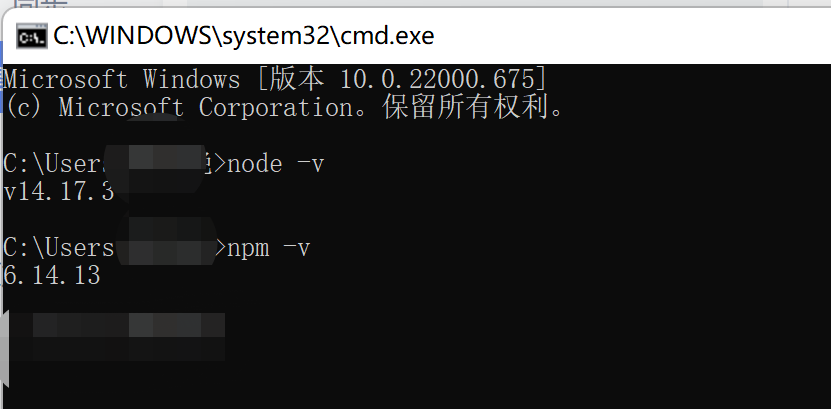 C:\WINDOWS\system32\cmd.exe
Microsoft Windows [版本 10.0.22000.675]
(c) Microsoft Corporation。保留所有权利。
C:\Users >node -v
v14.17.3
C:\Users >npm -v
6.14.13